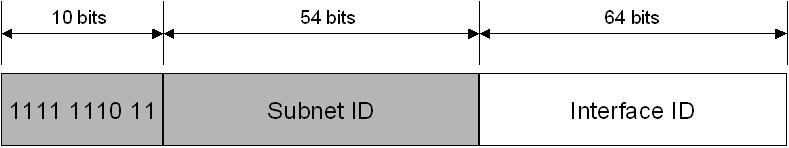 10 bits 54 bits 64 bits
1111 1110 11 Subnet ID Interface ID